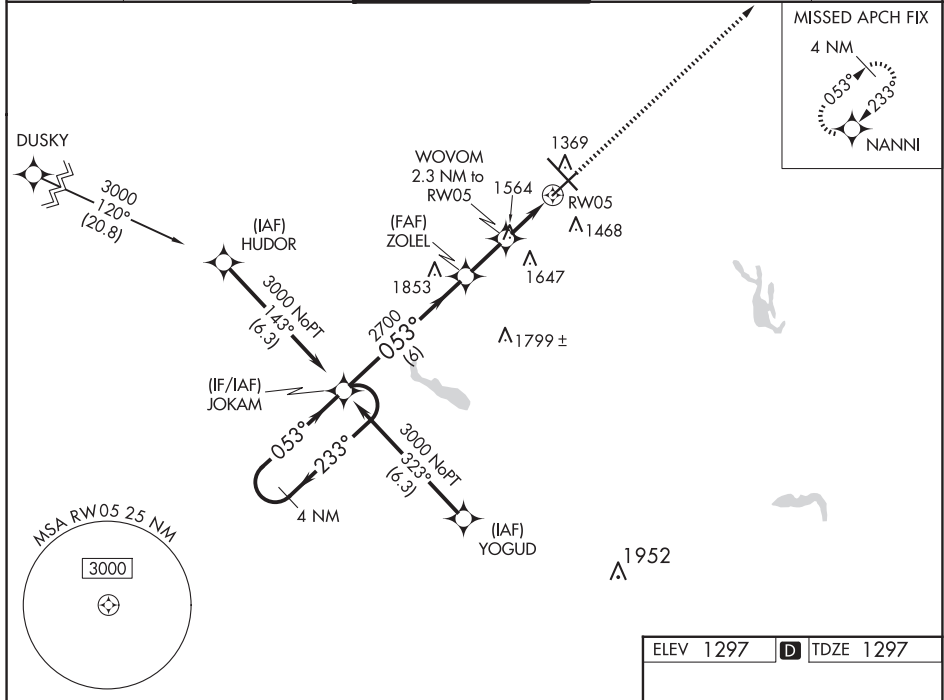 MISSED APCH FIX
4 NM
053°
233°
NANNI
DUSKY
3000
120°
(20.8)
(IAF)
HUDOR
3000 NoPT
143°
(6.3)
WOVOM
2.3 NM to
RW05
1564
1369
RW05
(FAF)
ZOLEL
1468
1853
1647
2700
053°
(6)
1799 ±
(IF/IAF)
JOKAM
053°
233°
4 NM
3000 NoPT
323°
(6.3)
(IAF)
YOGUD
MSA RW05 25 NM
3000
1952
ELEV 1297 D TDZE 1297